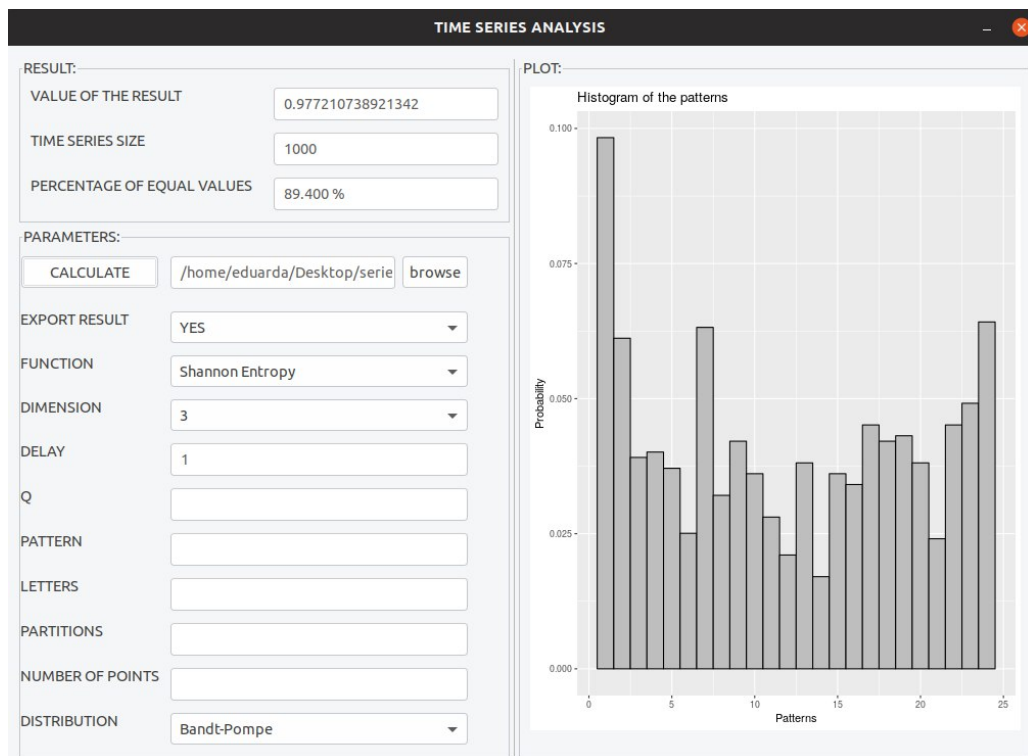 TIME SERIES ANALYSIS
RESULT:
VALUE OF THE RESULT
0.977210738921342
TIME SERIES SIZE
1000
PERCENTAGE OF EQUAL VALUES
89.400 %
PARAMETERS:
CALCULATE
/home/eduarda/Desktop/serie
browse
EXPORT RESULT
YES
FUNCTION
Shannon Entropy
DIMENSION
3
DELAY
1
Q
PATTERN
LETTERS
PARTITIONS
NUMBER OF POINTS
DISTRIBUTION
Bandt-Pompe
PLOT:
Histogram of the patterns
0.100
0.075
0.050
0.025
0.000
Probability
0 5 10 15 20 25
Patterns